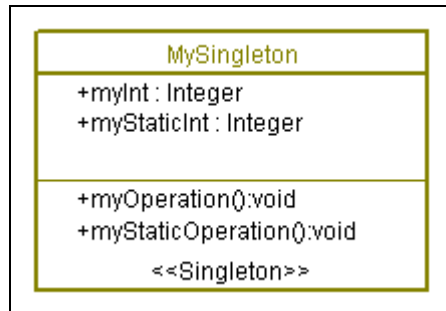 MySingleton
+myInt : Integer
+myStaticInt : Integer
+myOperation():void
+myStaticOperation():void
<<Singleton>>